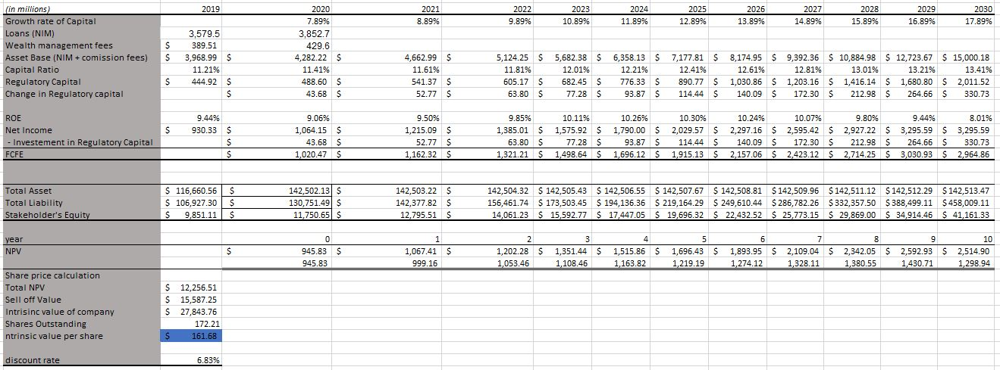 (in millions) 2019 2020 2021 2022 2023 2024 2025 2026 2027 2028 2029 2030
Growth rate of Capital 7.89% 8.89% 9.89% 10.89% 11.89% 12.89% 13.89% 14.89% 15.89% 16.89% 17.89%
Loans (NIM) 3,579.5 3,852.7
Wealth management fees $ 389.51 429.6
Asset Base (NIM + comission fees) $ 3,968.99 $ 4,282.22 $ 4,662.99 $ 5,124.25 $ 5,682.38 $ 6,358.13 $ 7,177.81 $ 8,174.95 $ 9,392.36 $ 10,884.98 $ 12,723.67 $ 15,000.18
Capital Ratio 11.21% 11.41% 11.61% 11.81% 12.01% 12.21% 12.41% 12.61% 12.81% 13.01% 13.21% 13.41%
Regulatory Capital $ 444.92 $ 488.60 $ 541.37 $ 605.17 $ 682.45 $ 776.33 $ 890.77 $ 1,030.86 $ 1,203.16 $ 1,416.14 $ 1,680.80 $ 2,011.52
Change in Regulatory capital $ 43.68 $ 52.77 $ 63.80 $ 77.28 $ 93.87 $ 114.44 $ 140.09 $ 172.30 $ 212.98 $ 264.66 $ 330.73
ROE 9.44% 9.06% 9.50% 9.85% 10.11% 10.26% 10.30% 10.24% 10.07% 9.80% 9.44% 8.01%
Net Income $ 930.33 $ 1,064.15 $ 1,215.09 $ 1,385.01 $ 1,575.92 $ 1,790.00 $ 2,029.57 $ 2,297.16 $ 2,595.42 $ 2,927.22 $ 3,295.59 $ 3,295.59
- Investement in Regulatory Capital $ 43.68 $ 52.77 $ 63.80 $ 77.28 $ 93.87 $ 114.44 $ 140.09 $ 172.30 $ 212.98 $ 264.66 $ 330.73
FCFE $ 1,020.47 $ 1,162.32 $ 1,321.21 $ 1,498.64 $ 1,696.12 $ 1,915.13 $ 2,157.06 $ 2,423.12 $ 2,714.25 $ 3,030.93 $ 2,964.86
Total Asset $ 116,660.56 $ 142,502.13 $ 142,503.22 $ 142,504.32 $ 142,505.43 $ 142,506.55 $ 142,507.67 $ 142,508.81 $ 142,509.96 $ 142,511.12 $ 142,512.29 $ 142,513.47
Total Liability $ 106,927.30 $ 130,751.49 $ 142,377.82 $ 156,461.74 $ 173,503.45 $ 194,136.36 $ 219,164.29 $ 249,610.44 $ 286,782.26 $ 332,357.50 $ 388,499.11 $ 458,009.11
Stakeholder's Equity $ 9,851.11 $ 11,750.65 $ 12,795.51 $ 14,061.23 $ 15,592.77 $ 17,447.05 $ 19,696.32 $ 22,432.52 $ 25,773.15 $ 29,869.00 $ 34,914.46 $ 41,161.33
year 0 1 2 3 4 5 6 7 8 9 10
NPV $ 945.83 $ 1,067.41 $ 1,202.28 $ 1,351.44 $ 1,515.86 $ 1,696.43 $ 1,893.95 $ 2,109.04 $ 2,342.05 $ 2,592.93 $ 2,514.90
945.83 999.16 1,053.46 1,108.46 1,163.82 1,219.19 1,274.12 1,328.11 1,380.55 1,430.71 1,298.94
Share price calculation
Total NPV $ 12,256.51
Sell off Value $ 15,587.25
Intrisinc value of company $ 27,843.76
Shares Outstanding 172.21
ntrinsic value per share $ 161.68
discount rate 6.83%